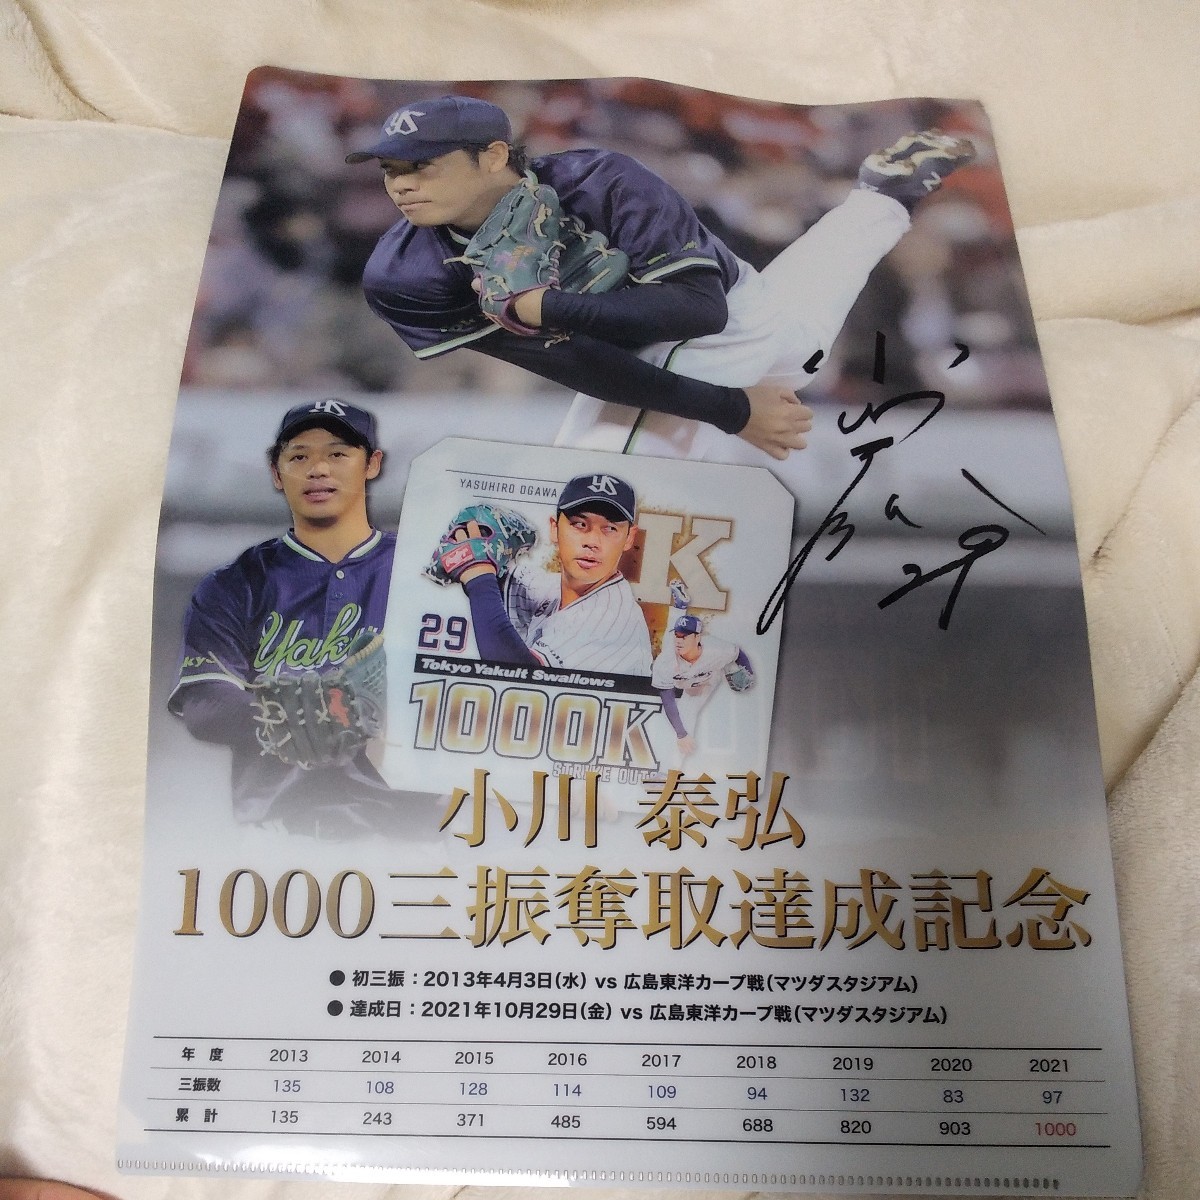 YS
YS
YASUHIRO OGAWA
YS
K
29
Tokyo Yakult Swallows
1000K
STRIKE OUTS
小川 泰弘
1000三振奪取達成記念
● 初三振：2013年4月3日(水) vs 広島東洋カープ戦(マツダスタジアム)
● 達成日：2021年10月29日(金) vs 広島東洋カープ戦(マツダスタジアム)
年 度 2013 2014 2015 2016 2017 2018 2019 2020 2021
三振数 135 108 128 114 109 94 132 83 97
累 計 135 243 371 485 594 688 820 903 1000